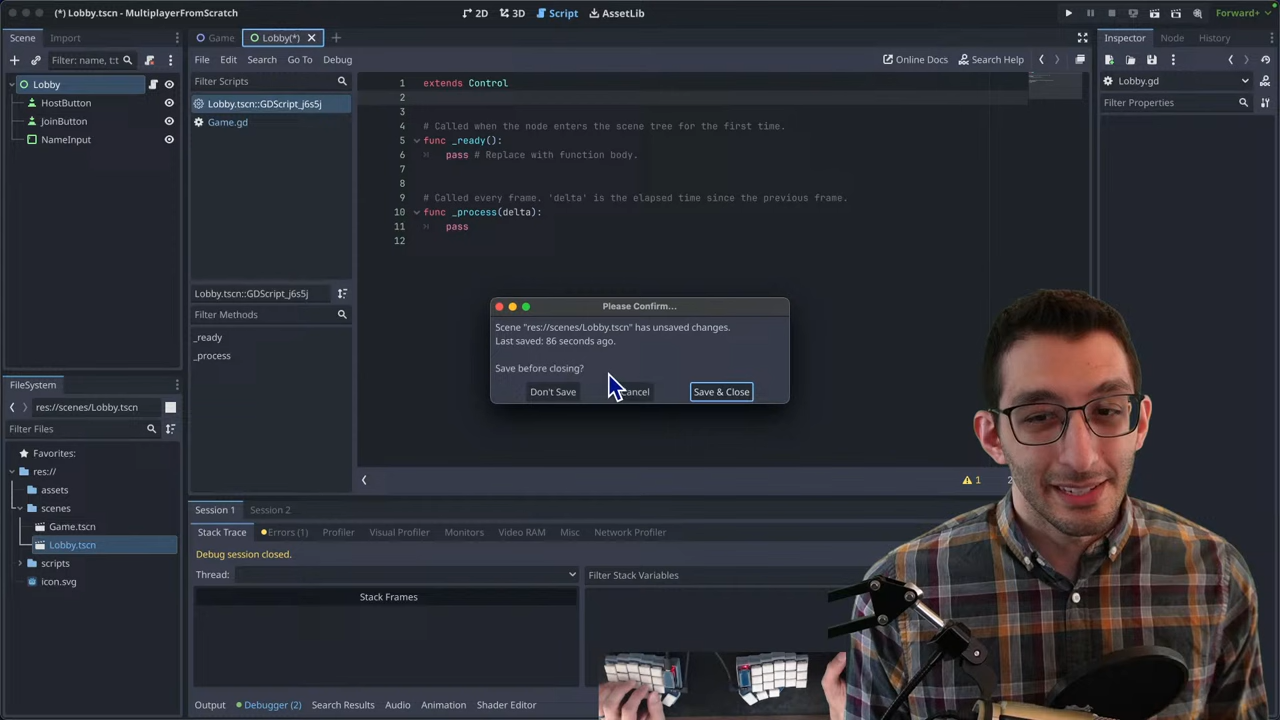 (*) Lobby.tscn - MultiplayerFromScratch
2D
3D
Script
AssetLib
Forward+
Scene
Import
Filter: name, t:t
Lobby
HostButton
JoinButton
NameInput
Game
Lobby(*)
File Edit Search Go To Debug
Online Docs
Search Help
Filter Scripts
Lobby.tscn::GDScript_j6s5j
Game.gd
Lobby.tscn::GDScript_j6s5j
Filter Methods
_ready
_process
1 extends Control
2
3
4 # Called when the node enters the scene tree for the first time.
5 func _ready():
6 pass # Replace with function body.
7
8
9 # Called every frame. 'delta' is the elapsed time since the previous frame.
10 func _process(delta):
11 pass
12
1
Please Confirm...
Scene "res://scenes/Lobby.tscn" has unsaved changes.
Last saved: 86 seconds ago.
Save before closing?
Don't Save
Save & Close
Inspector
Node
History
Lobby.gd
Filter Properties
FileSystem
res://scenes/Lobby.tscn
Filter Files
Favorites:
res://
assets
scenes
Game.tscn
Lobby.tscn
scripts
icon.svg
Session 1
Session 2
Stack Trace
Errors (1)
Profiler
Visual Profiler
Monitors
Video RAM
Misc
Network Profiler
Debug session closed.
Thread:
Filter Stack Variables
Stack Frames
Output
Debugger (2)
Search Results
Audio
Animation
Shader Editor